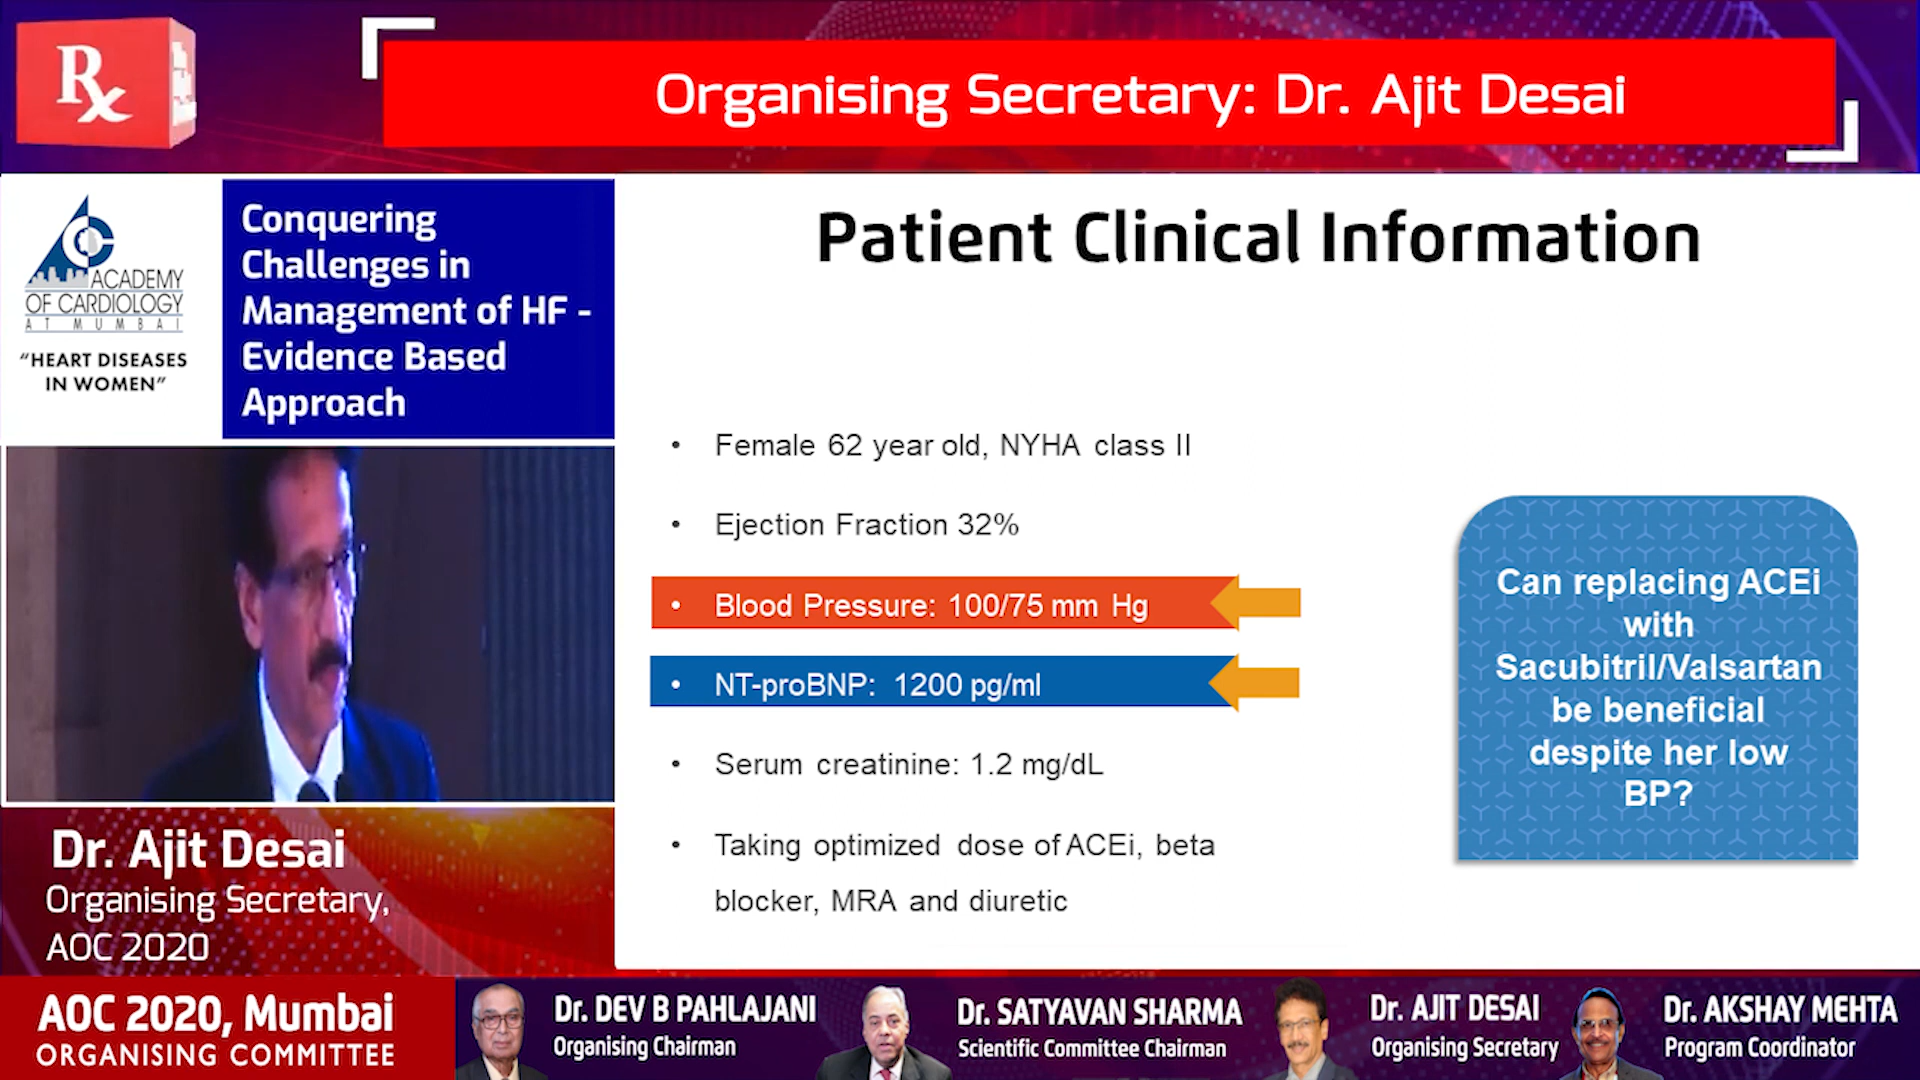 Rx
Organising Secretary: Dr. Ajit Desai
ACADEMY
OF CARDIOLOGY
AT MUMBAI
"HEART DISEASES
IN WOMEN"
Conquering
Challenges in
Management of HF -
Evidence Based
Approach
Patient Clinical Information
• Female 62 year old, NYHA class II
• Ejection Fraction 32%
• Blood Pressure: 100/75 mm Hg
• NT-proBNP: 1200 pg/ml
• Serum creatinine: 1.2 mg/dL
• Taking optimized dose of ACEi, beta
blocker, MRA and diuretic
Can replacing ACEi
with
Sacubitril/Valsartan
be beneficial
despite her low
BP?
Dr. Ajit Desai
Organising Secretary,
AOC 2020
AOC 2020, Mumbai
ORGANISING COMMITTEE
Dr. DEV B PAHLAJANI
Organising Chairman
Dr. SATYAVAN SHARMA
Scientific Committee Chairman
Dr. AJIT DESAI
Organising Secretary
Dr. AKSHAY MEHTA
Program Coordinator